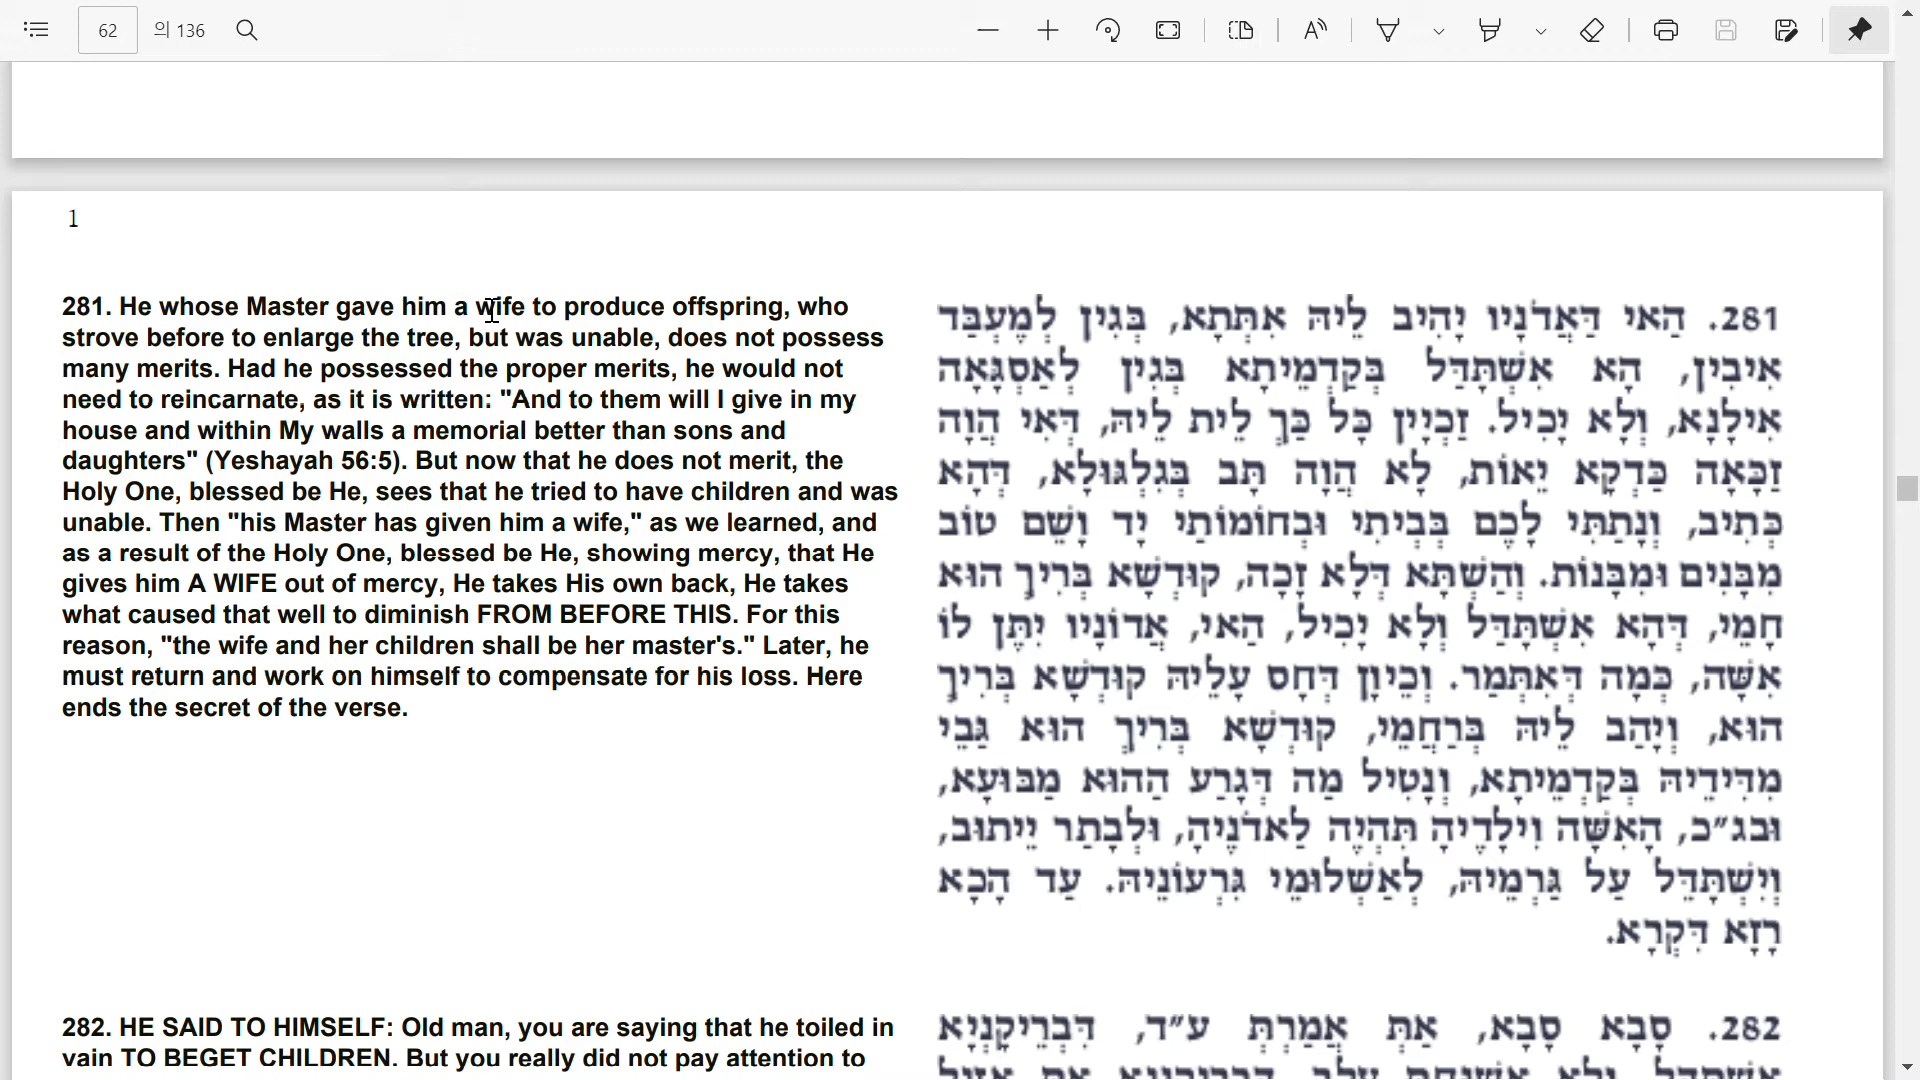 62
의 136
1
281. He whose Master gave him a wife to produce offspring, who
strove before to enlarge the tree, but was unable, does not possess
many merits. Had he possessed the proper merits, he would not
need to reincarnate, as it is written: "And to them will I give in my
house and within My walls a memorial better than sons and
daughters" (Yeshayah 56:5). But now that he does not merit, the
Holy One, blessed be He, sees that he tried to have children and was
unable. Then "his Master has given him a wife," as we learned, and
as a result of the Holy One, blessed be He, showing mercy, that He
gives him A WIFE out of mercy, He takes His own back, He takes
what caused that well to diminish FROM BEFORE THIS. For this
reason, "the wife and her children shall be her master's." Later, he
must return and work on himself to compensate for his loss. Here
ends the secret of the verse.
281. הַאי דַּאֲדֹנָיו יָהִיב לֵיהּ אִתְּתָא, בְּגִין לְמֶעְבַּד
אִיבִין, הָא אִשְׁתָּדַּל בְּקַדְמֵיתָא בְּגִין לְאַסְגָּאָה
אִילָנָא, וְלָא יָכִיל. זַכְיָין כָּל כַּךְ לֵית לֵיהּ, דְּאִי הֲוָה
זַכָּאָה כַּדְקָא יֵאוֹת, לָא הֲוָה תָּב בְּגִלְגּוּלָא, דְּהָא
כְּתִיב, וְנָתַתִּי לָכֶם בְּבֵיתִי וּבְחוֹמוֹתַי יָד וָשֵׁם טוֹב
מִבָּנִים וּמִבָּנוֹת. וְהַשְׁתָּא דְּלָא זָכָה, קוּדְשָׁא בְּרִיךְ הוּא
חָמֵי, דְּהָא אִשְׁתָּדַּל וְלָא יָכִיל, הַאי, אֲדוֹנָיו יִתֶּן לוֹ
אִשָּׁה, כְּמָה דְּאִתְּמַר. וְכֵיוָן דְּחָס עָלֵיהּ קוּדְשָׁא בְּרִיךְ
הוּא, וְיָהַב לֵיהּ בְּרַחֲמֵי, קוּדְשָׁא בְּרִיךְ הוּא גַּבֵּי
מִדִּידֵיהּ בְּקַדְמֵיתָא, וְנָטִיל מַה דְּגָרַע הַהוּא מַבּוּעָא,
וּבג״כ, הָאִשָּׁה וִילָדֶיהָ תִּהְיֶה לַאדֹנֶיהָ, וּלְבָתַר יֵיתוּב,
וְיִשְׁתָּדֵּל עַל גַּרְמֵיהּ, לְאַשְׁלוּמֵי גִּרְעוֹנֵיהּ. עַד הָכָא
רָזָא דִּקְרָא.
282. HE SAID TO HIMSELF: Old man, you are saying that he toiled in
vain TO BEGET CHILDREN. But you really did not pay attention to
282. סָבָא סָבָא, אַתְּ אֲמַרְתְּ ע״ד, דִּבְרֵיקָנְיָא